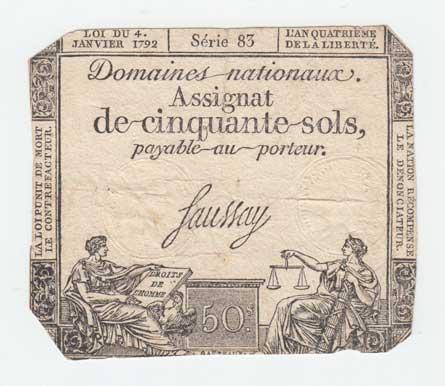 LOI DU 4.
JANVIER 1792
Série 83
L'AN QUATRIÈME
DE LA LIBERTÉ.
LA LOI PUNIT DE MORT
LE CONTREFACTEUR.
Domaines nationaux.
Assignat
de cinquante sols,
payable au porteur.
Saussay
LA NATION RÉCOMPENSE
LE DÉNONCIATEUR.
DROITS
DE
L'HOMME
50.s